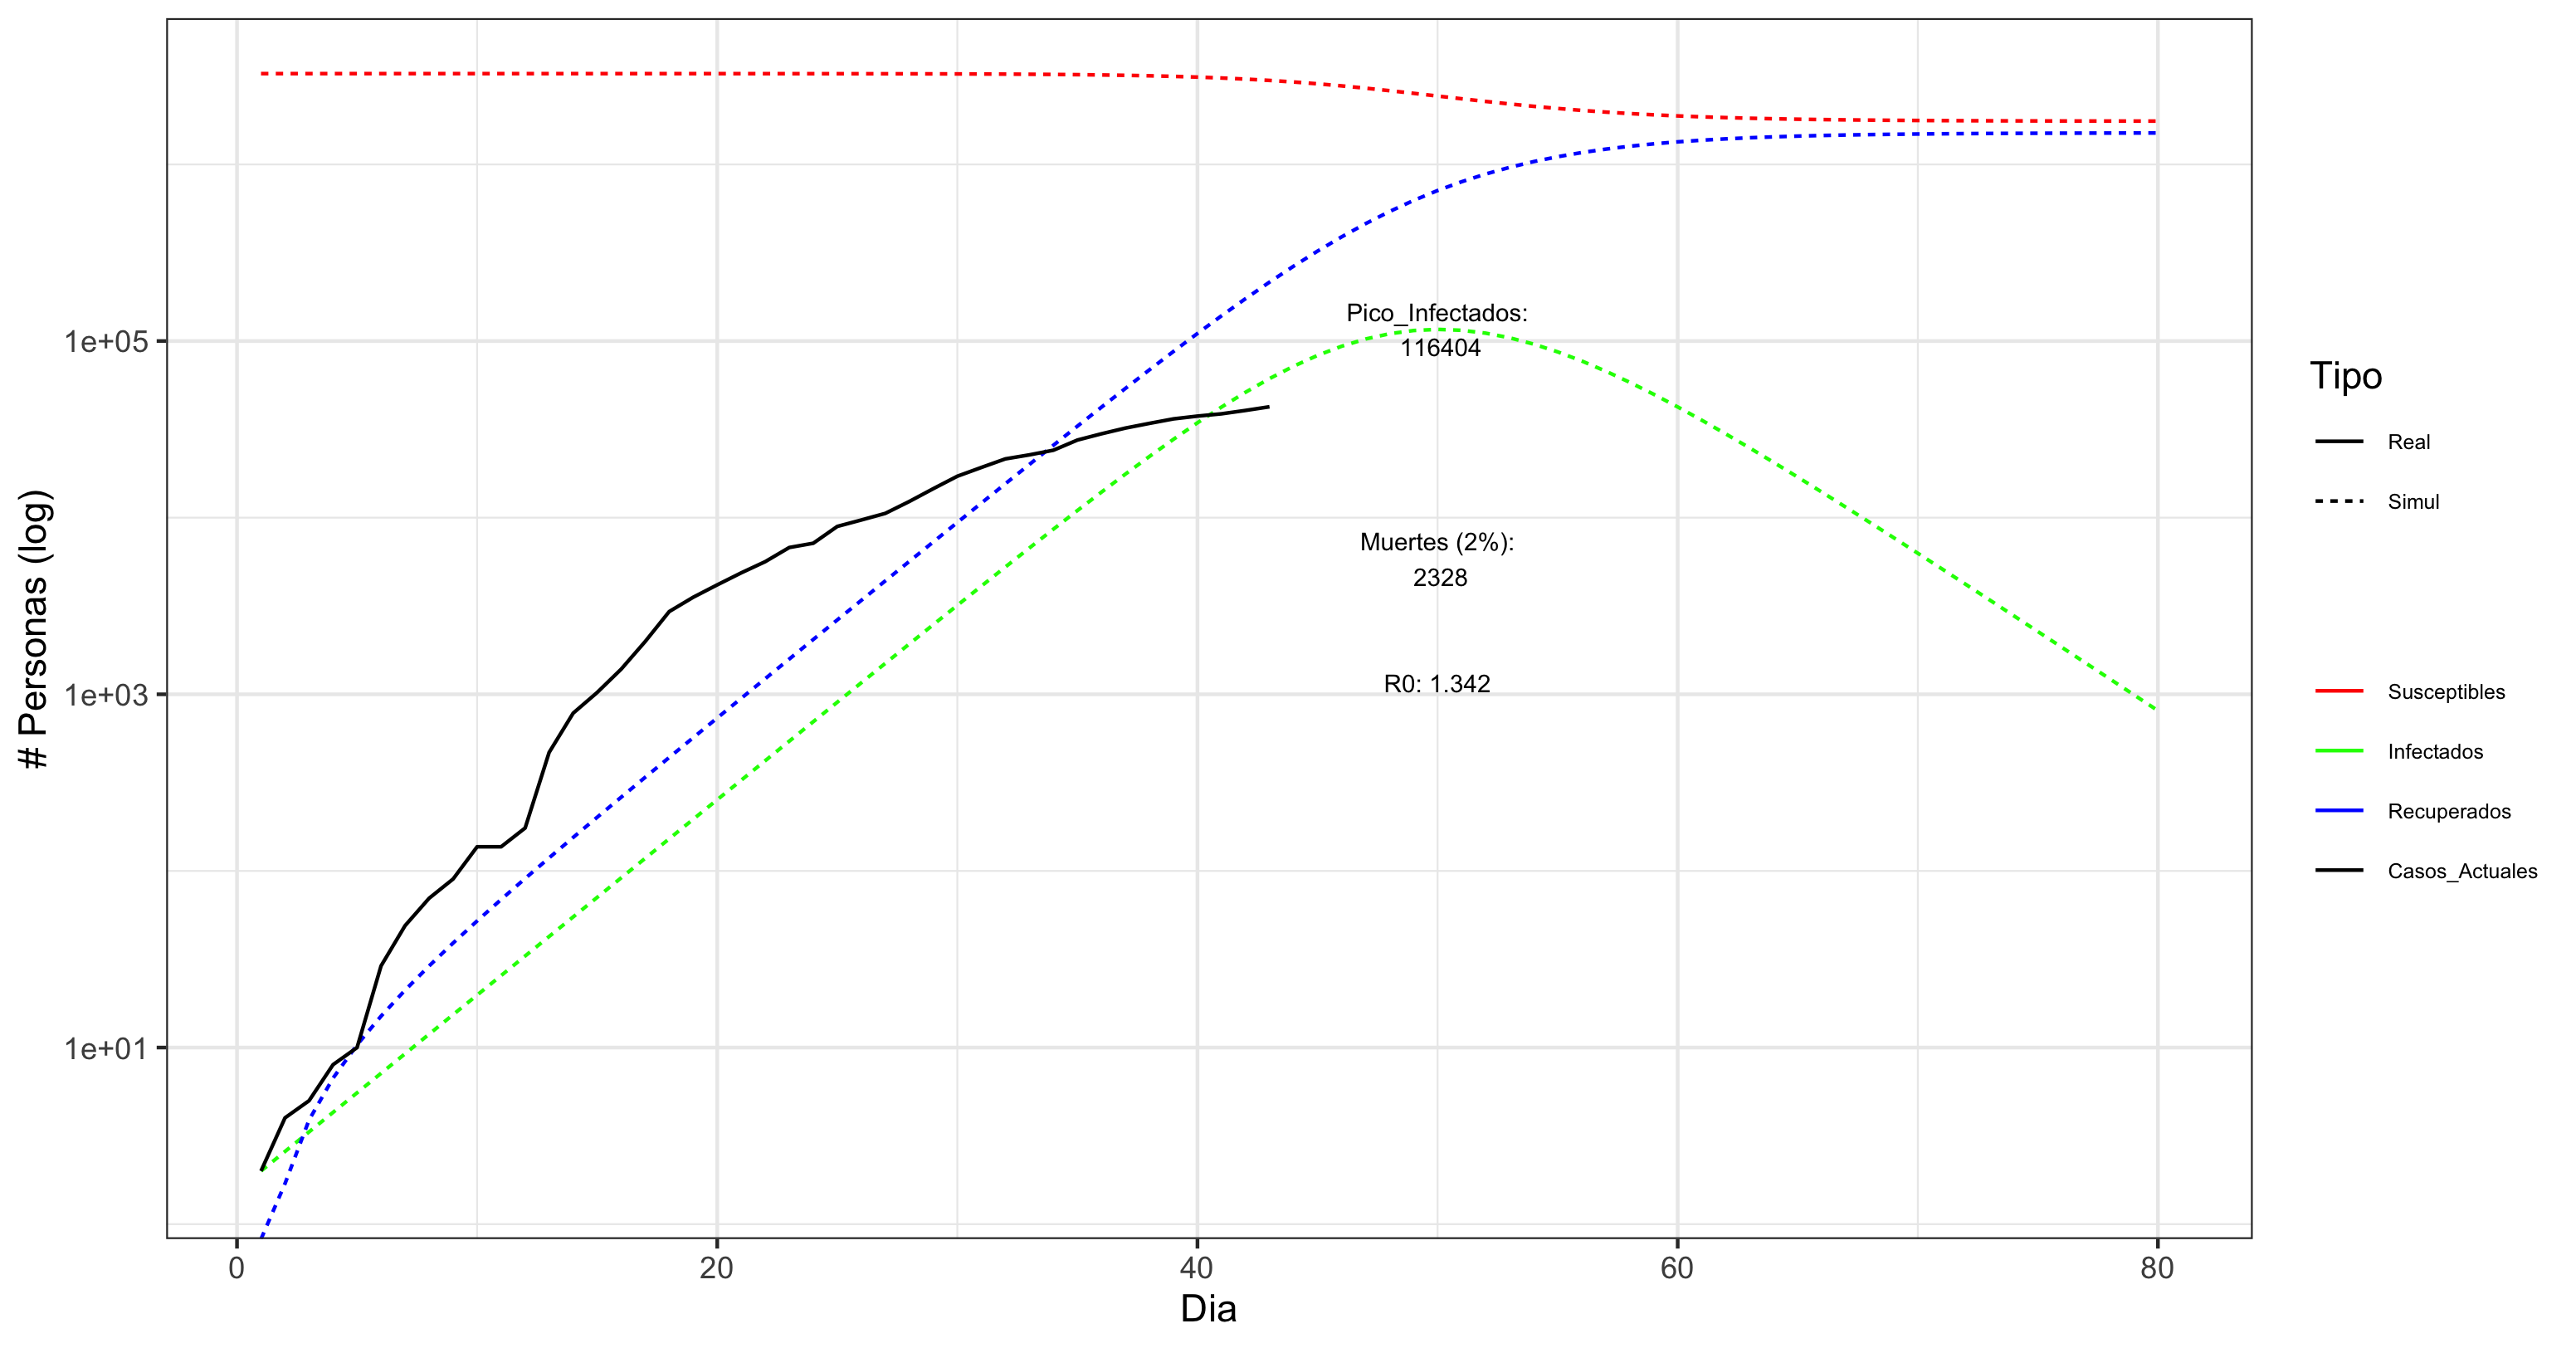 # Personas (log)
1e+05
1e+03
1e+01
Pico_Infectados:
116404
Muertes (2%):
2328
R0: 1.342
0
20
40
60
80
Dia
Tipo
Real
Simul
Susceptibles
Infectados
Recuperados
Casos_Actuales